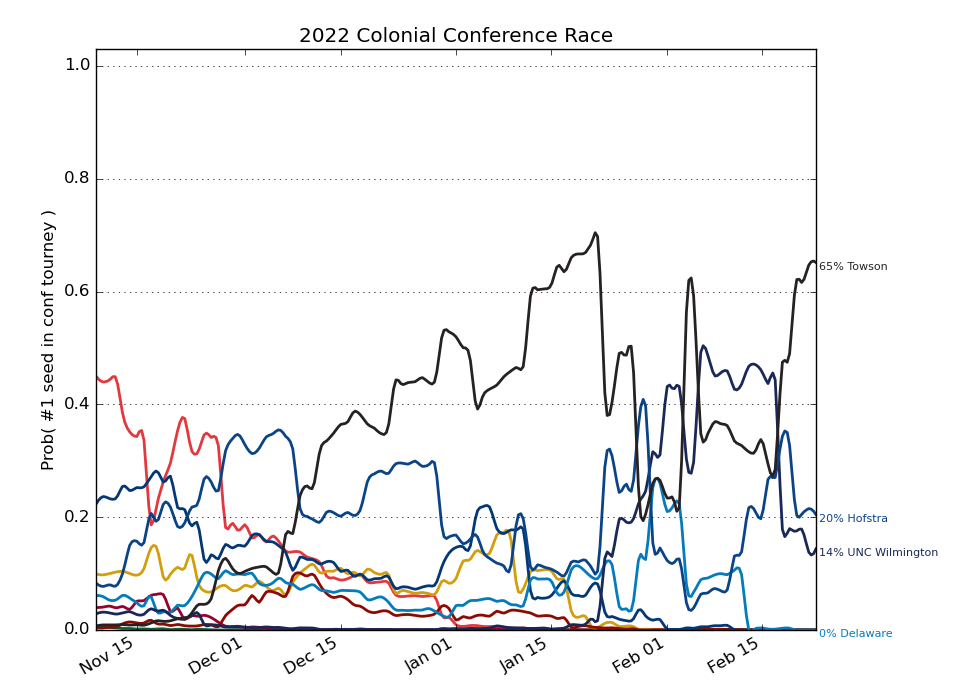 2022 Colonial Conference Race
Prob( #1 seed in conf tourney )
1.0
0.8
0.6
0.4
0.2
0.0
65% Towson
20% Hofstra
14% UNC Wilmington
0% Delaware
Nov 15
Dec 01
Dec 15
Jan 01
Jan 15
Feb 01
Feb 15